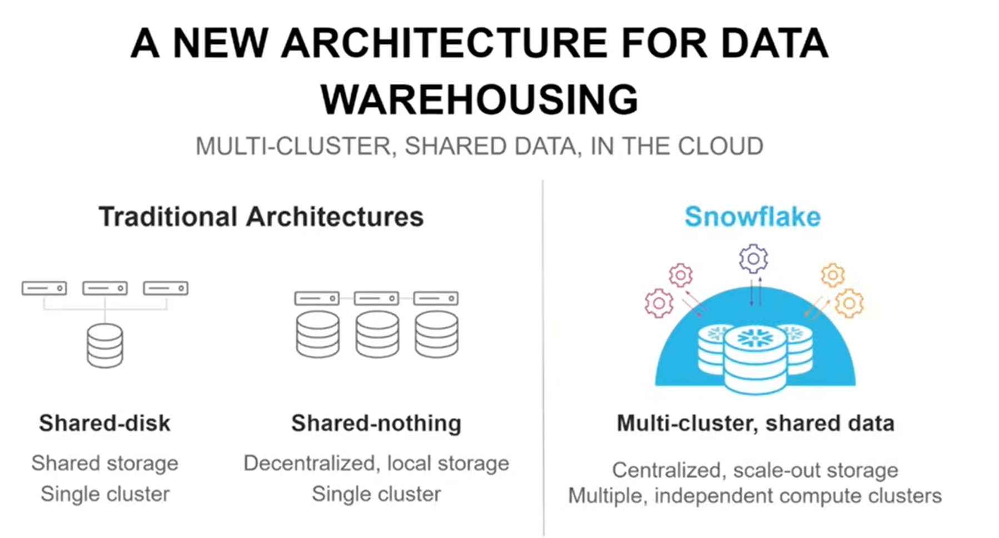 A NEW ARCHITECTURE FOR DATA
WAREHOUSING
MULTI-CLUSTER, SHARED DATA, IN THE CLOUD
Traditional Architectures
Shared-disk
Shared storage
Single cluster
Shared-nothing
Decentralized, local storage
Single cluster
Snowflake
Multi-cluster, shared data
Centralized, scale-out storage
Multiple, independent compute clusters